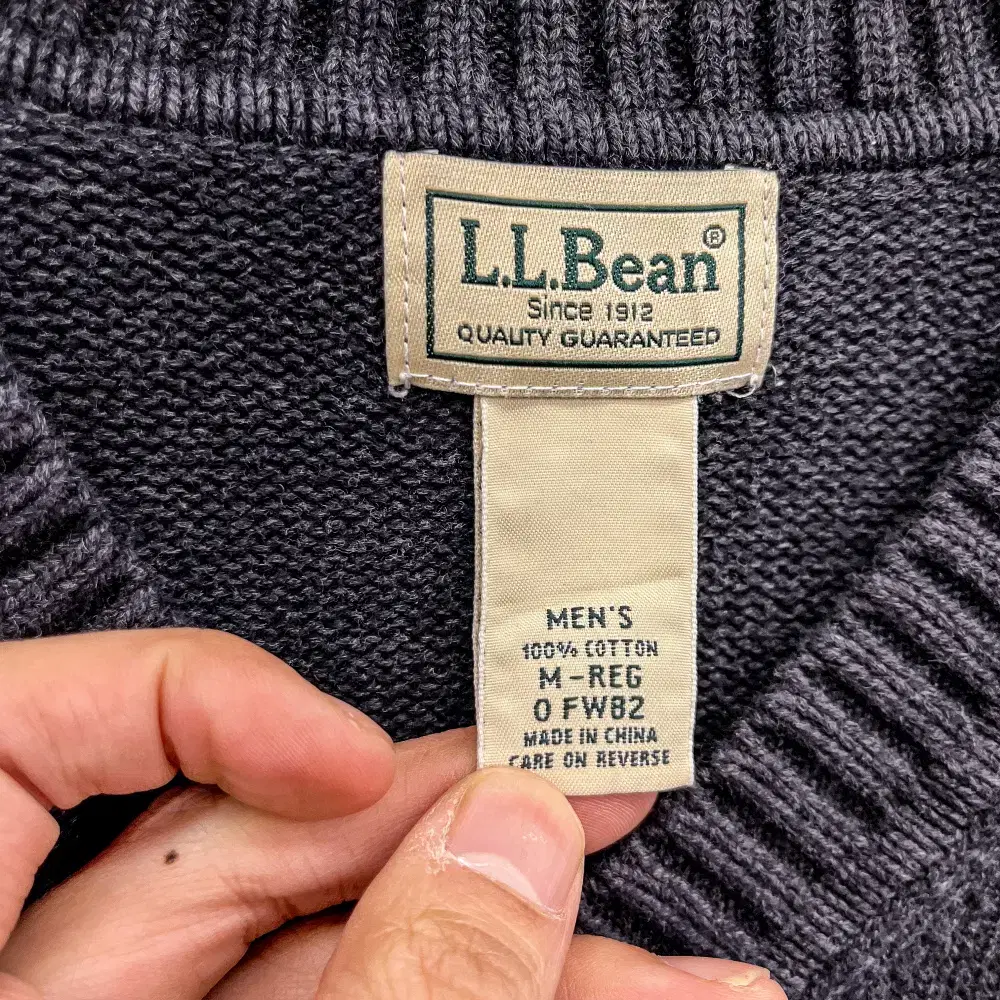 L.L.Bean®
Since 1912
QUALITY GUARANTEED
MEN'S
100% COTTON
M-REG
0 FW82
MADE IN CHINA
CARE ON REVERSE